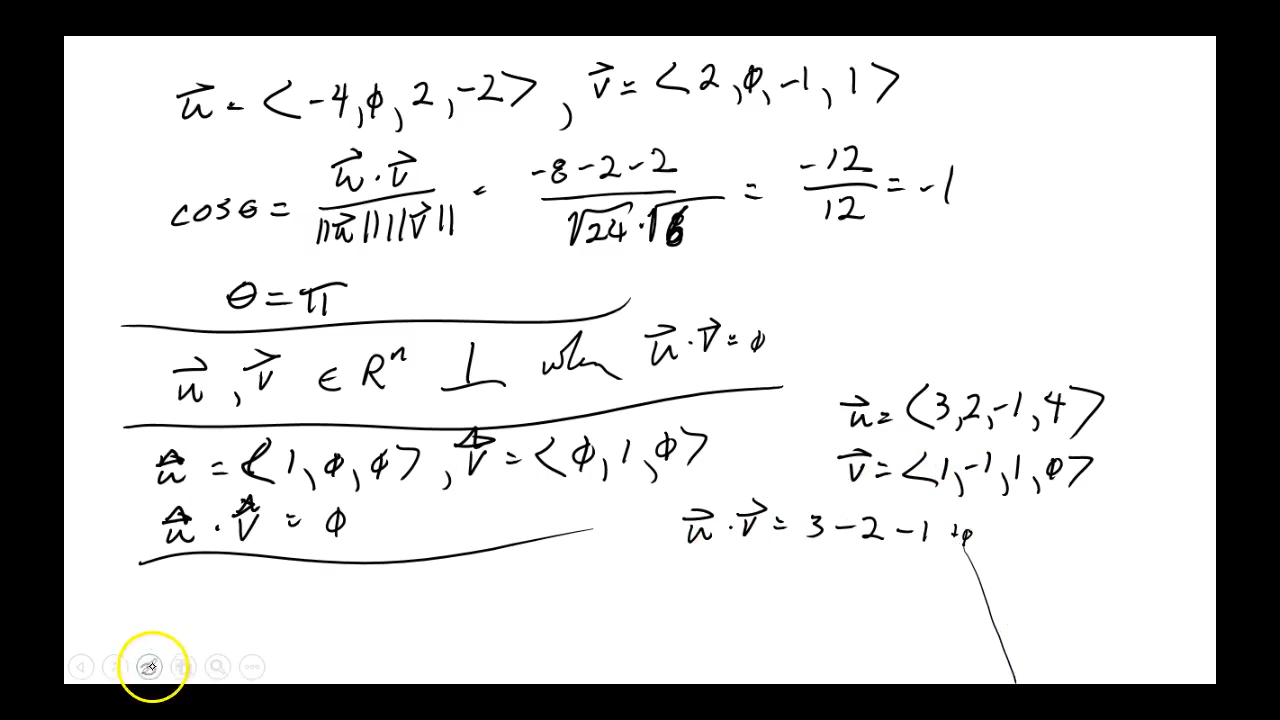 u⃗ = <-4, φ, 2, -2>, v⃗ = <2, φ, -1, 1>
cosθ = u⃗ · v⃗ / ||u⃗|| ||v⃗|| = -8 - 2 - 2 / √24 · √6 = -12 / 12 = -1
θ = π
u⃗, v⃗ ∈ Rⁿ ⊥ when u⃗ · v⃗ = φ
û = <1, φ, φ>, v̂ = <φ, 1, φ>
û · v̂ = φ
u⃗ = <3, 2, -1, 4>
v⃗ = <1, -1, 1, φ>
u⃗ · v⃗ = 3 - 2 - 1 + φ